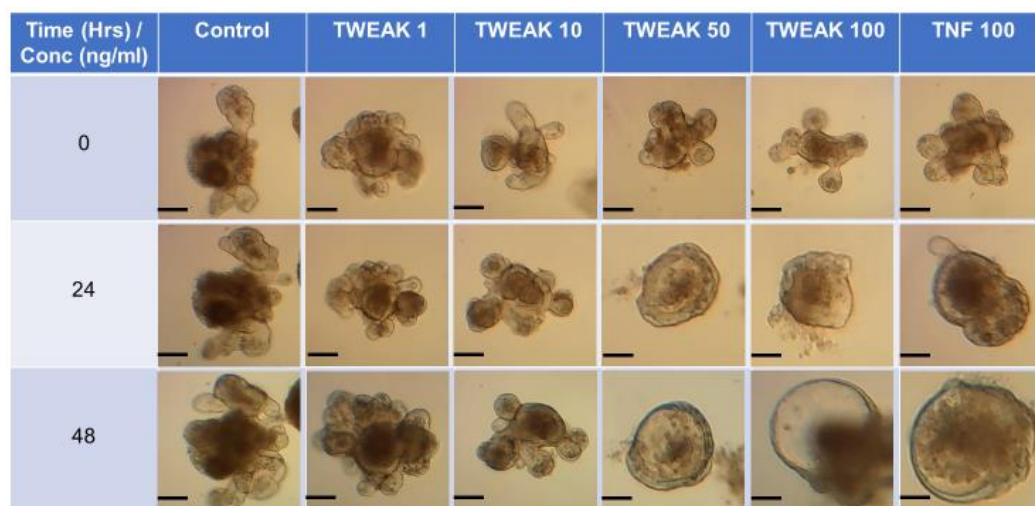 Time (Hrs) / Control TWEAK 1 TWEAK 10 TWEAK 50 TWEAK 100 TNF 100
Conc (ng/ml)
0
24
48